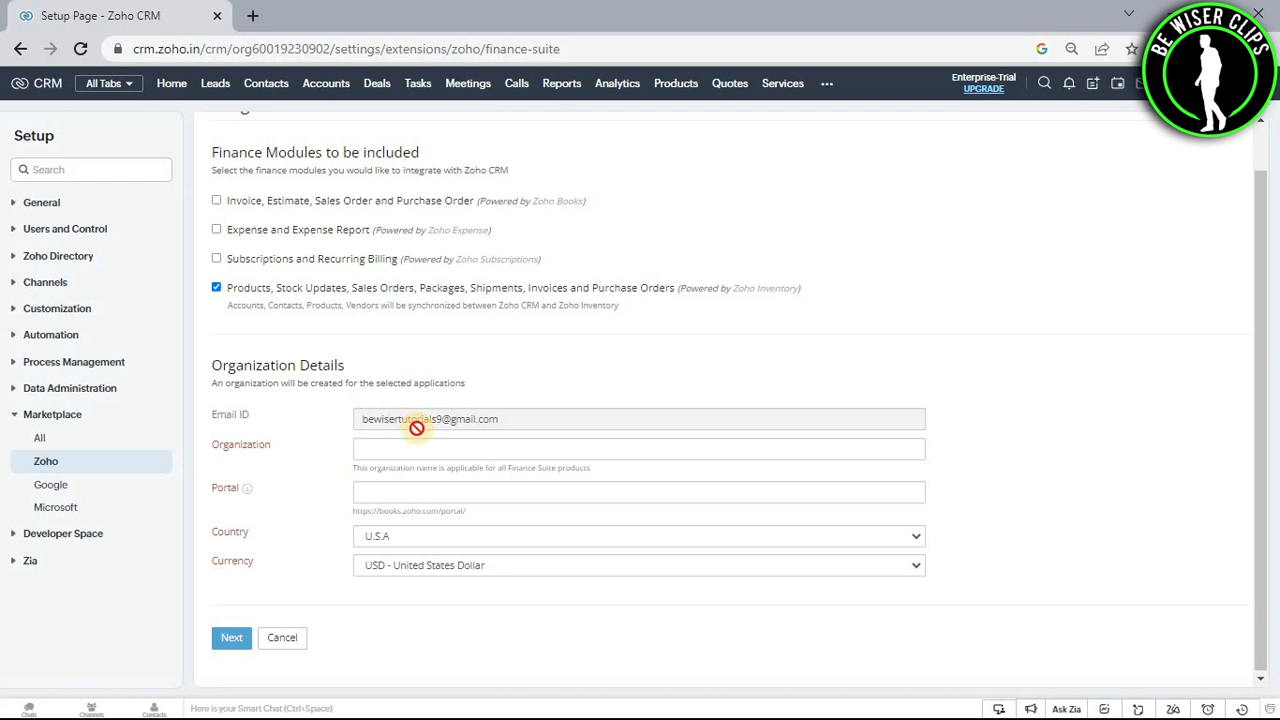 Setup Page - Zoho CRM
crm.zoho.in/crm/org60019230902/settings/extensions/zoho/finance-suite
BE WISER CLIPS
CRM
All Tabs
Home
Leads
Contacts
Accounts
Deals
Tasks
Meetings
Calls
Reports
Analytics
Products
Quotes
Services
Enterprise-Trial
UPGRADE
Setup
Search
General
Users and Control
Zoho Directory
Channels
Customization
Automation
Process Management
Data Administration
Marketplace
All
Zoho
Google
Microsoft
Developer Space
Zia
Finance Modules to be included
Select the finance modules you would like to integrate with Zoho CRM
Invoice, Estimate, Sales Order and Purchase Order (Powered by Zoho Books)
Expense and Expense Report (Powered by Zoho Expense)
Subscriptions and Recurring Billing (Powered by Zoho Subscriptions)
Products, Stock Updates, Sales Orders, Packages, Shipments, Invoices and Purchase Orders (Powered by Zoho Inventory)
Accounts, Contacts, Products, Vendors will be synchronized between Zoho CRM and Zoho Inventory
Organization Details
An organization will be created for the selected applications
Email ID
bewisertutorials9@gmail.com
Organization
This organization name is applicable for all Finance Suite products
Portal
https://books.zoho.com/portal/
Country
U.S.A
Currency
USD - United States Dollar
Next
Cancel
Chats
Channels
Contacts
Here is your Smart Chat (Ctrl+Space)
Ask Zia